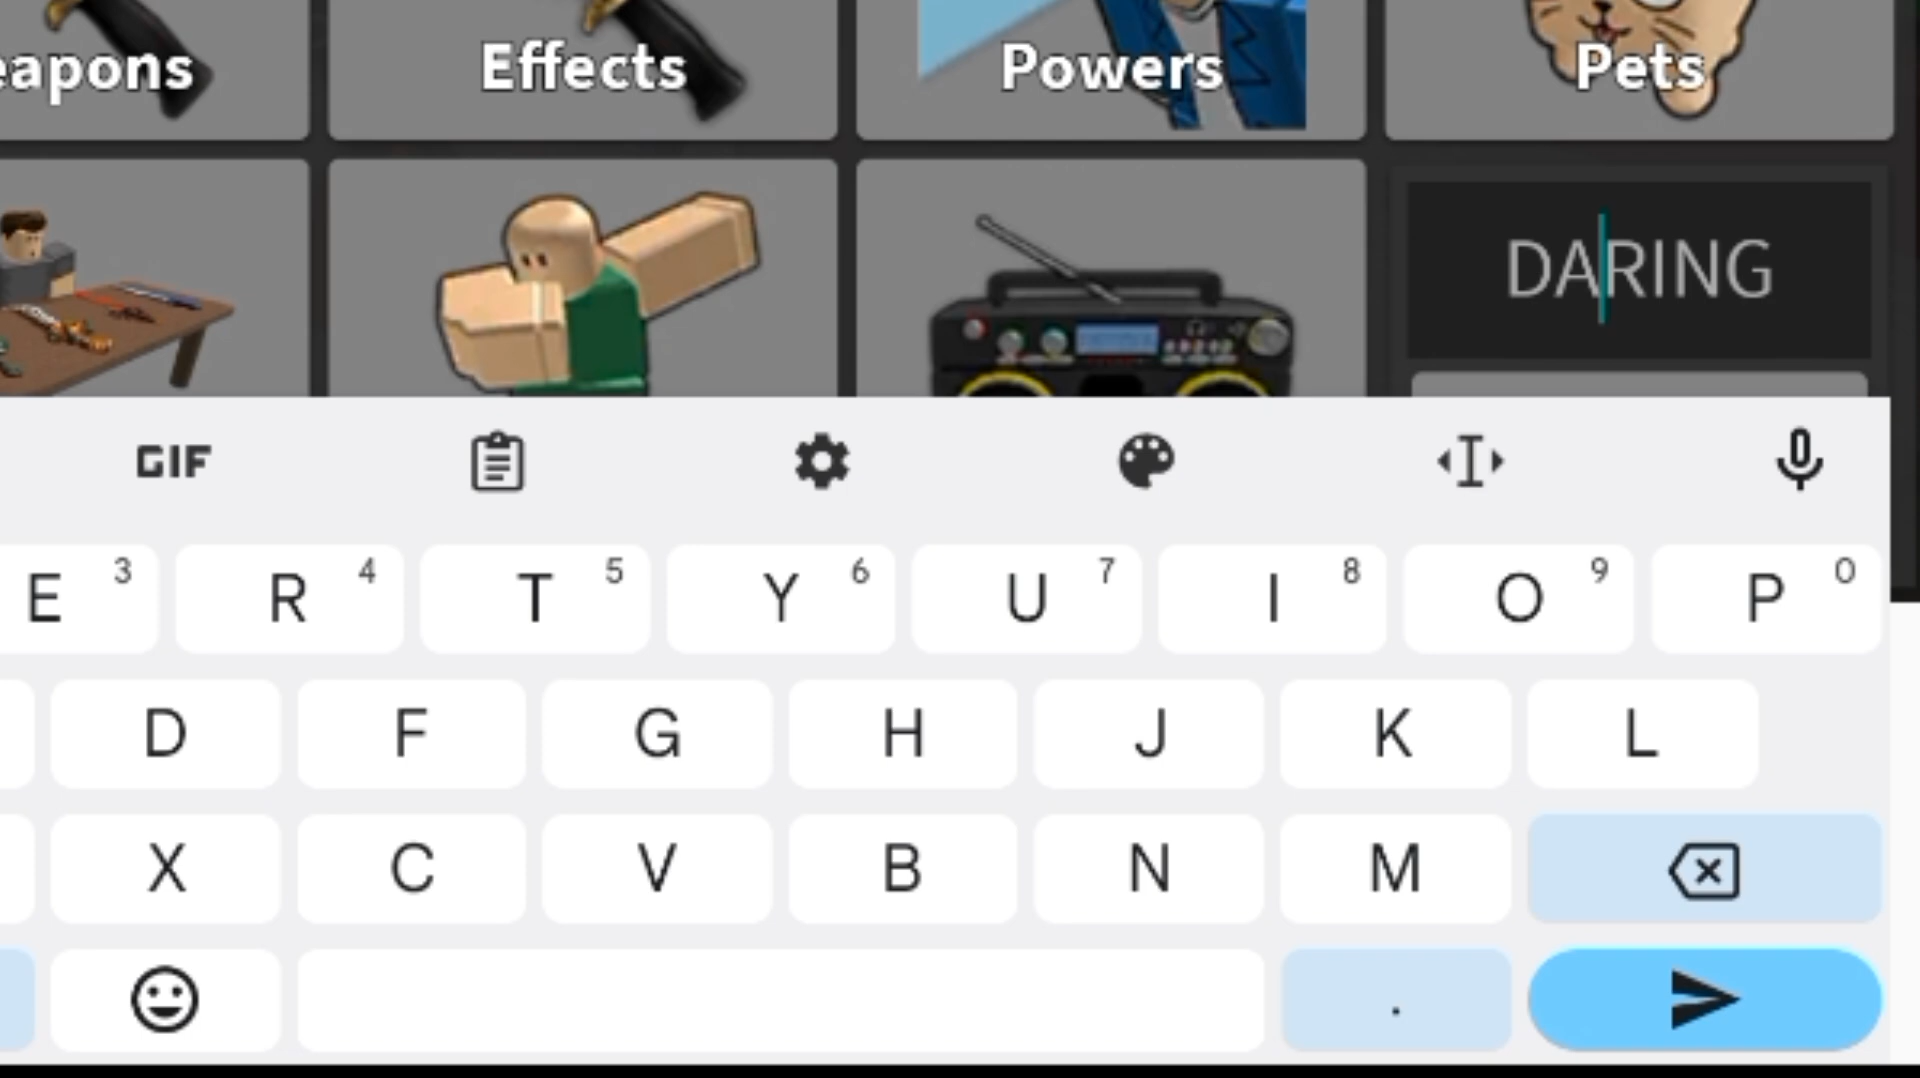 eapons Effects Powers Pets
DARING
GIF
E 3 R 4 T 5 Y 6 U 7 I 8 O 9 P 0
D F G H J K L
X C V B N M
.